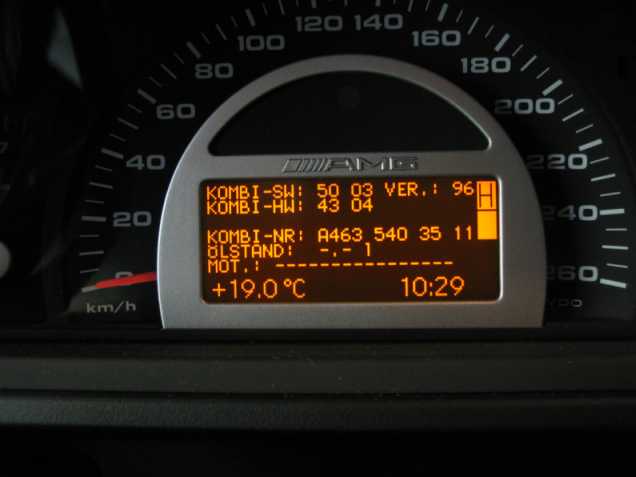 120 140
100 160
80 180
60 200
40 220
20 240
0 260
km/h
AMG
KOMBI-SW: 50 03 VER.: 96
KOMBI-HW: 43 04
H
KOMBI-NR: A463 540 35 11
ÖLSTAND: -.- l
MOT.: ----------------
+19.0°C 10:29